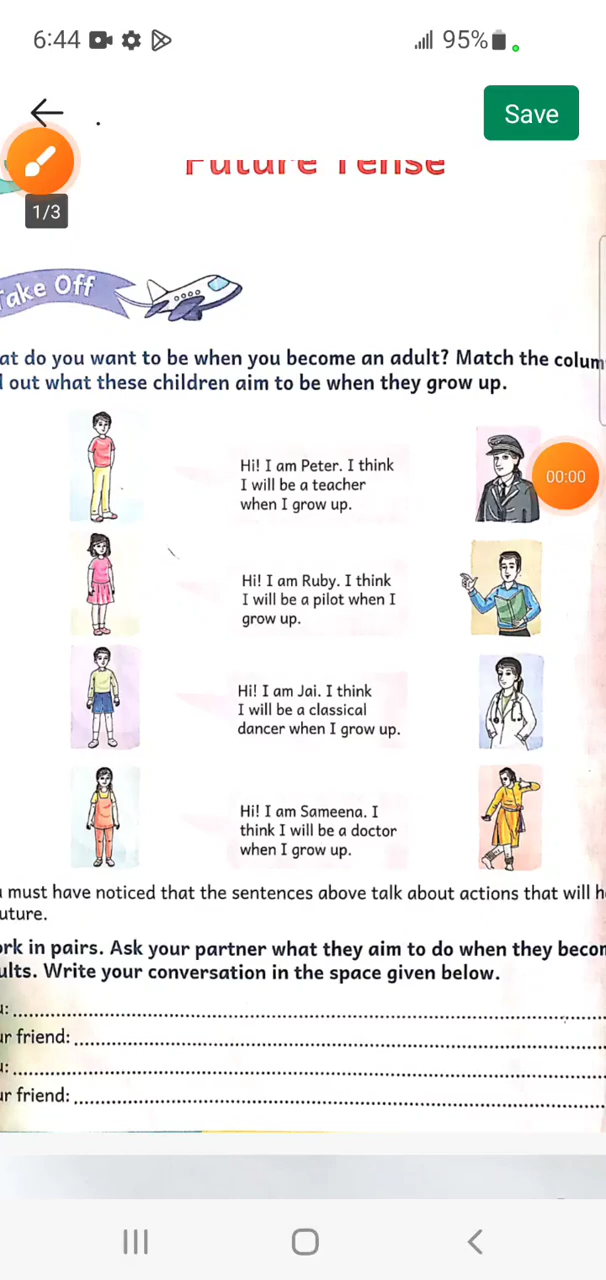 6:44
95%
Save
Future Tense
1/3
Take Off
at do you want to be when you become an adult? Match the colum
out what these children aim to be when they grow up.
Hi! I am Peter. I think
I will be a teacher
when I grow up.
00:00
Hi! I am Ruby. I think
I will be a pilot when I
grow up.
Hi! I am Jai. I think
I will be a classical
dancer when I grow up.
Hi! I am Sameena. I
think I will be a doctor
when I grow up.
must have noticed that the sentences above talk about actions that will h
uture.
ork in pairs. Ask your partner what they aim to do when they becom
ults. Write your conversation in the space given below.
u:
ur friend:
u:
ur friend: